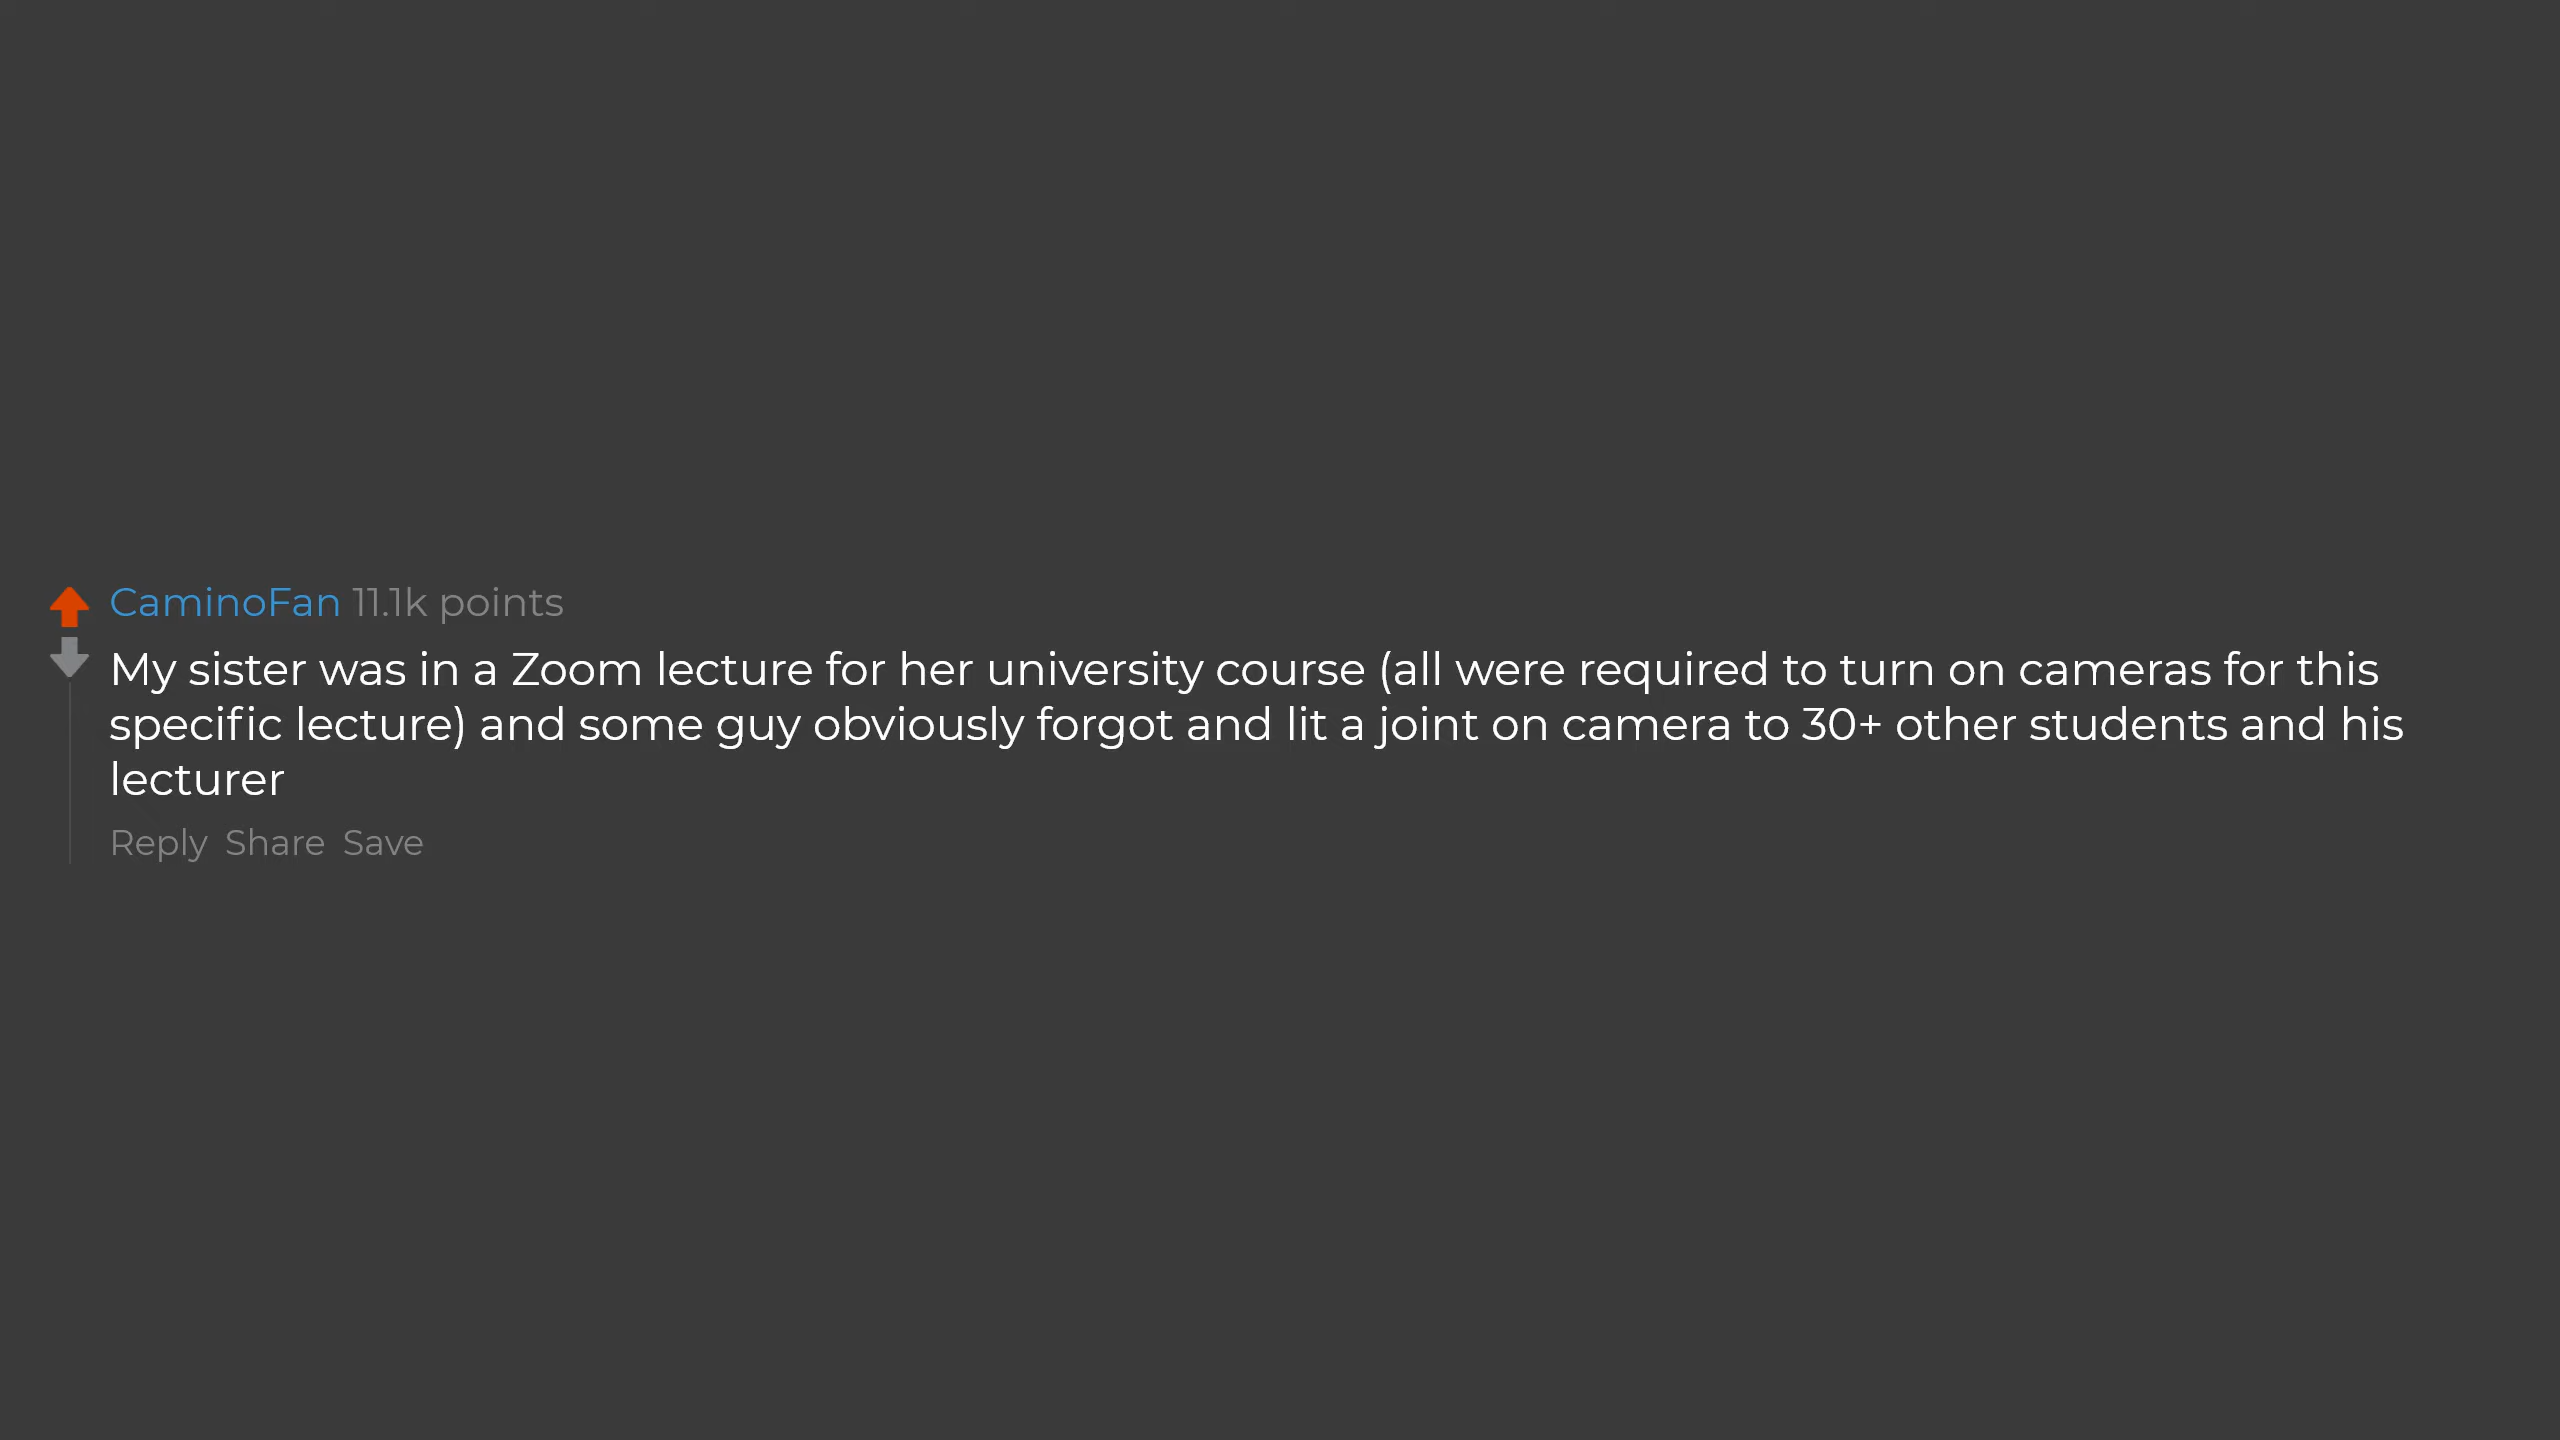 CaminoFan 11.1k points
My sister was in a Zoom lecture for her university course (all were required to turn on cameras for this
specific lecture) and some guy obviously forgot and lit a joint on camera to 30+ other students and his
lecturer
Reply Share Save